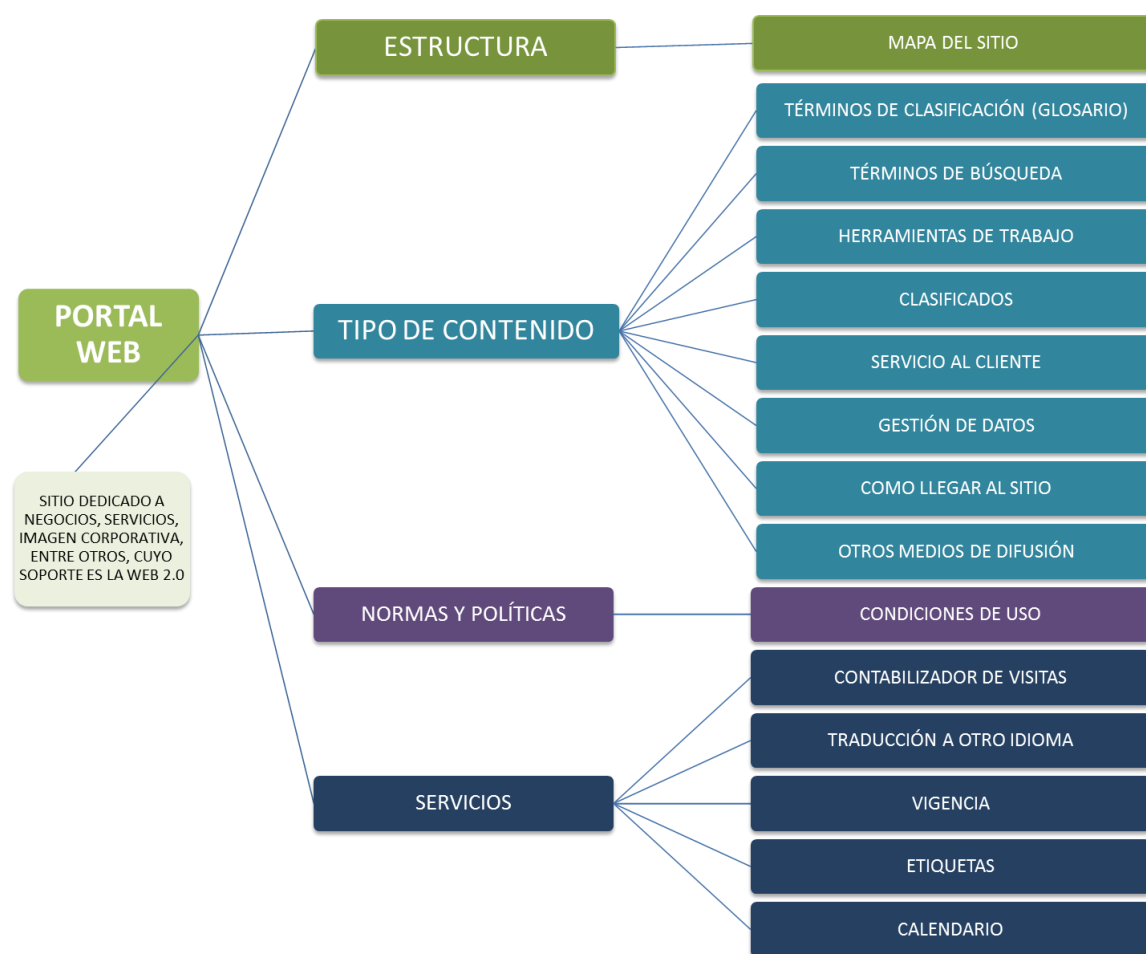 ESTRUCTURA
MAPA DEL SITIO
TÉRMINOS DE CLASIFICACIÓN (GLOSARIO)
TÉRMINOS DE BÚSQUEDA
HERRAMIENTAS DE TRABAJO
CLASIFICADOS
PORTAL
WEB
TIPO DE CONTENIDO
SERVICIO AL CLIENTE
GESTIÓN DE DATOS
COMO LLEGAR AL SITIO
OTROS MEDIOS DE DIFUSIÓN
SITIO DEDICADO A
NEGOCIOS, SERVICIOS,
IMAGEN CORPORATIVA,
ENTRE OTROS, CUYO
SOPORTE ES LA WEB 2.0
NORMAS Y POLÍTICAS
CONDICIONES DE USO
CONTABILIZADOR DE VISITAS
TRADUCCIÓN A OTRO IDIOMA
SERVICIOS
VIGENCIA
ETIQUETAS
CALENDARIO